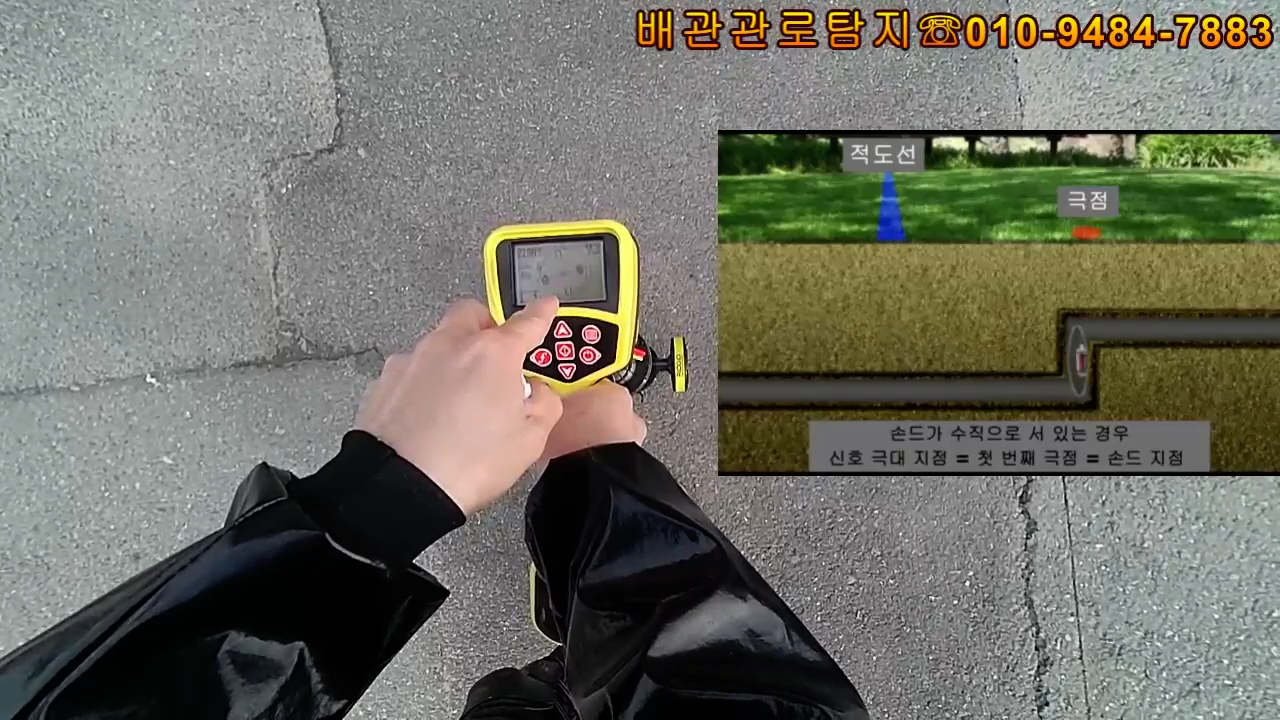 배관관로탐지☎010-9484-7883
적도선
극점
손드가 수직으로 서 있는 경우
신호 극대 지점 = 첫 번째 극점 = 손드 지점
RIDGID